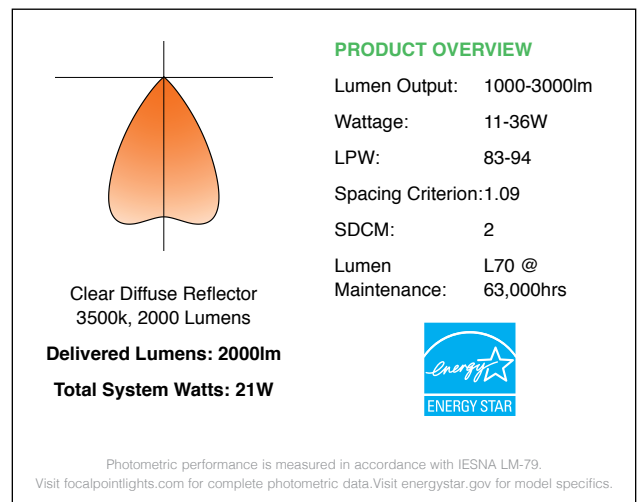 PRODUCT OVERVIEW
Lumen Output: 1000-3000lm
Wattage: 11-36W
LPW: 83-94
Spacing Criterion:1.09
SDCM: 2
Lumen Maintenance: L70 @ 63,000hrs
Clear Diffuse Reflector
3500k, 2000 Lumens
Delivered Lumens: 2000lm
Total System Watts: 21W
energy
ENERGY STAR
Photometric performance is measured in accordance with IESNA LM-79.
Visit focalpointlights.com for complete photometric data.Visit energystar.gov for model specifics.